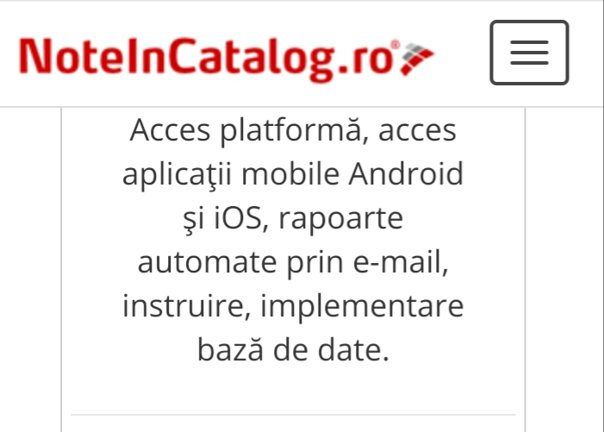 NoteInCatalog.ro®
Acces platformă, acces
aplicaţii mobile Android
şi iOS, rapoarte
automate prin e-mail,
instruire, implementare
bază de date.